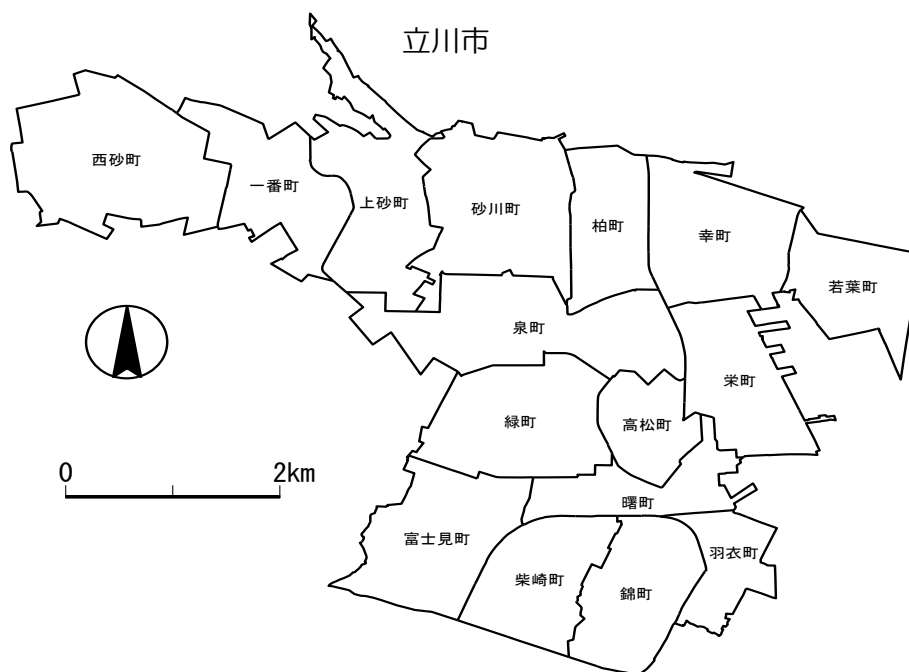 立川市
西砂町
一番町
上砂町
砂川町
柏町
幸町
若葉町
泉町
栄町
緑町
高松町
曙町
富士見町
柴崎町
錦町
羽衣町
0 2km